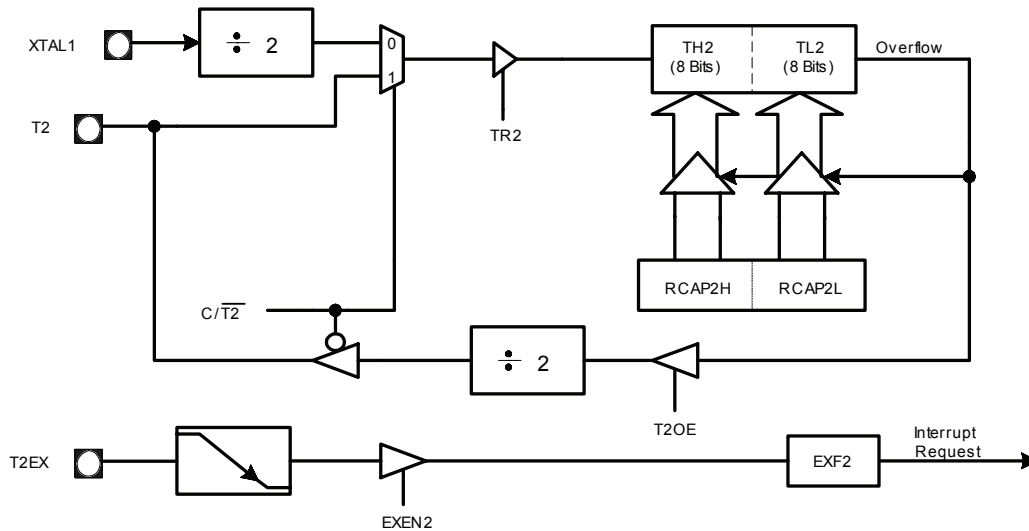 XTAL1
÷ 2
0
1
TH2
(8 Bits)
TL2
(8 Bits)
Overflow
T2
TR2
RCAP2H
RCAP2L
C/T2
÷ 2
T2OE
T2EX
EXEN2
EXF2
Interrupt
Request